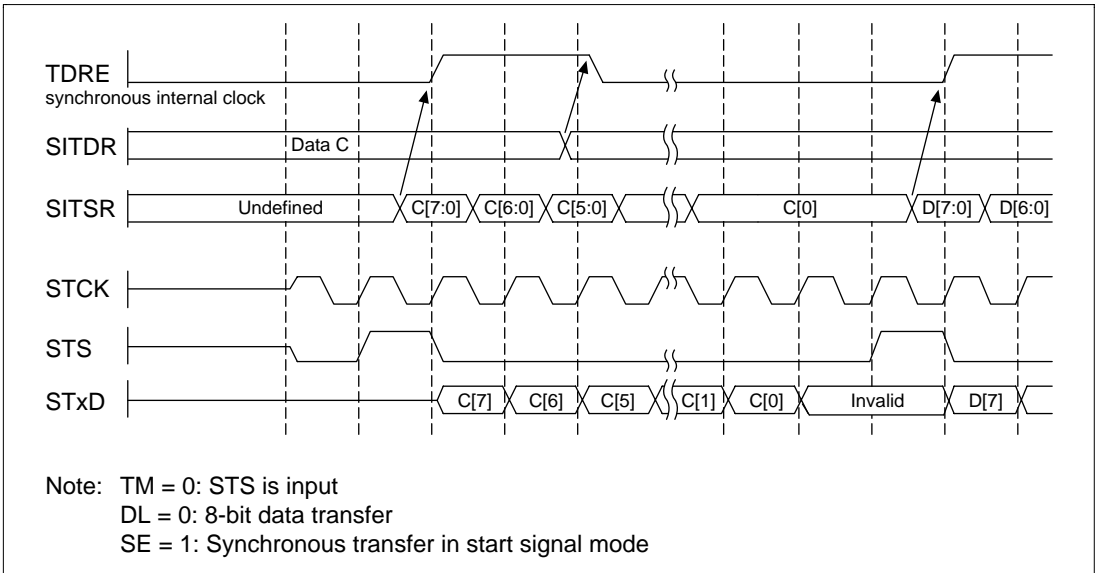 TDRE
synchronous internal clock
SITDR Data C
SITSR Undefined C[7:0] C[6:0] C[5:0] C[0] D[7:0] D[6:0]
STCK
STS
STxD C[7] C[6] C[5] C[1] C[0] Invalid D[7]
Note: TM = 0: STS is input
DL = 0: 8-bit data transfer
SE = 1: Synchronous transfer in start signal mode